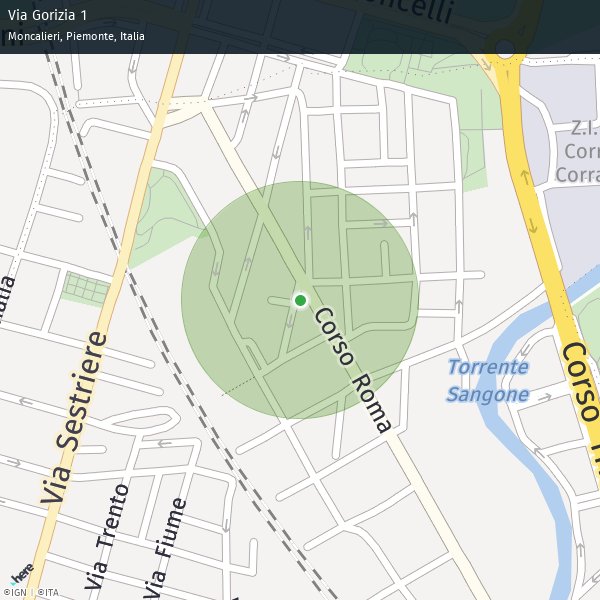 Via Gorizia 1
Moncalieri, Piemonte, Italia
Z.I.
Corr
Corra
Corso Roma
Torrente
Sangone
Corso
Via Sestriere
Via Trento
Via Fiume
here
©IGN | ©ITA